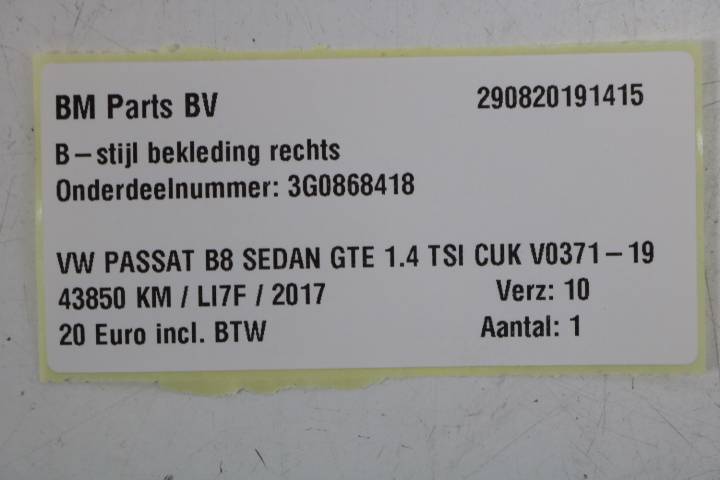 BM Parts BV 290820191415
B-stijl bekleding rechts
Onderdeelnummer: 3G0868418
VW PASSAT B8 SEDAN GTE 1.4 TSI CUK V0371-19
43850 KM / LI7F / 2017 Verz: 10
20 Euro incl. BTW Aantal: 1